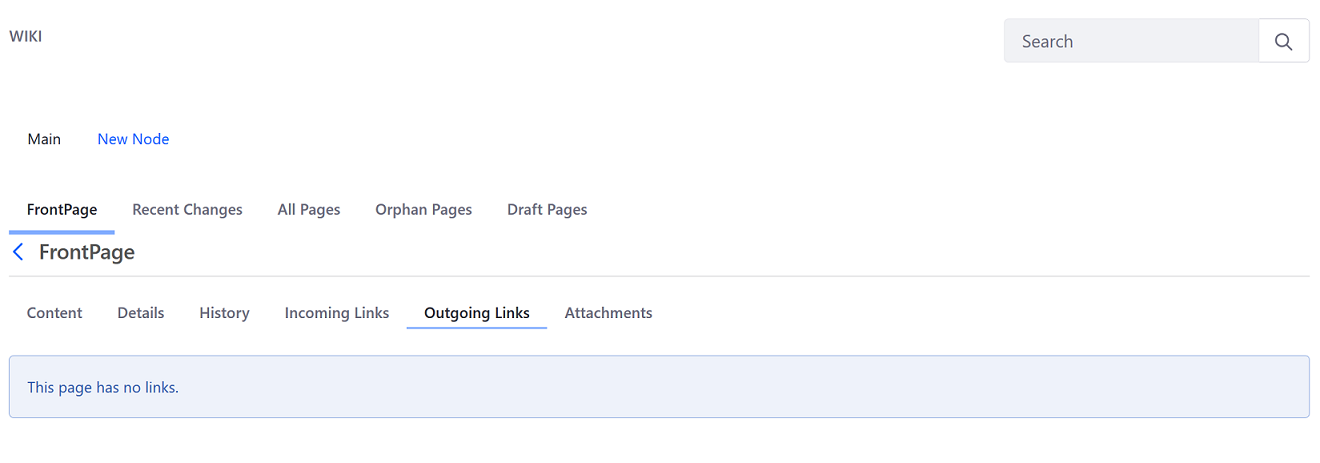 WIKI
Search
Main New Node
FrontPage Recent Changes All Pages Orphan Pages Draft Pages
FrontPage
Content Details History Incoming Links Outgoing Links Attachments
This page has no links.